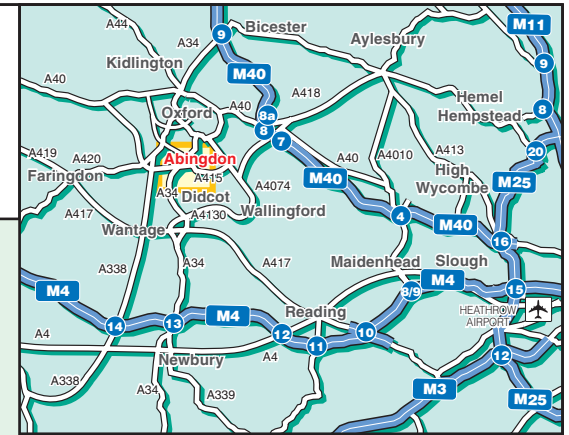 A44
A34
9
Bicester
Aylesbury
M11
Kidlington
M40
9
A40
A418
Hemel
Hempstead
8
Oxford
A40
8a
8
7
20
A419
A420
Abingdon
A40
A4010
A413
Faringdon
A415
M40
High
Wycombe
M25
A34
Didcot
A4074
A417
A4130
Wallingford
4
M40
Wantage
16
A338
A34
A417
Maidenhead
Slough
M4
8/9
M4
15
HEATHROW
AIRPORT
14
13
M4
Reading
12
11
10
A4
Newbury
A4
12
A338
A34
A339
M3
M25